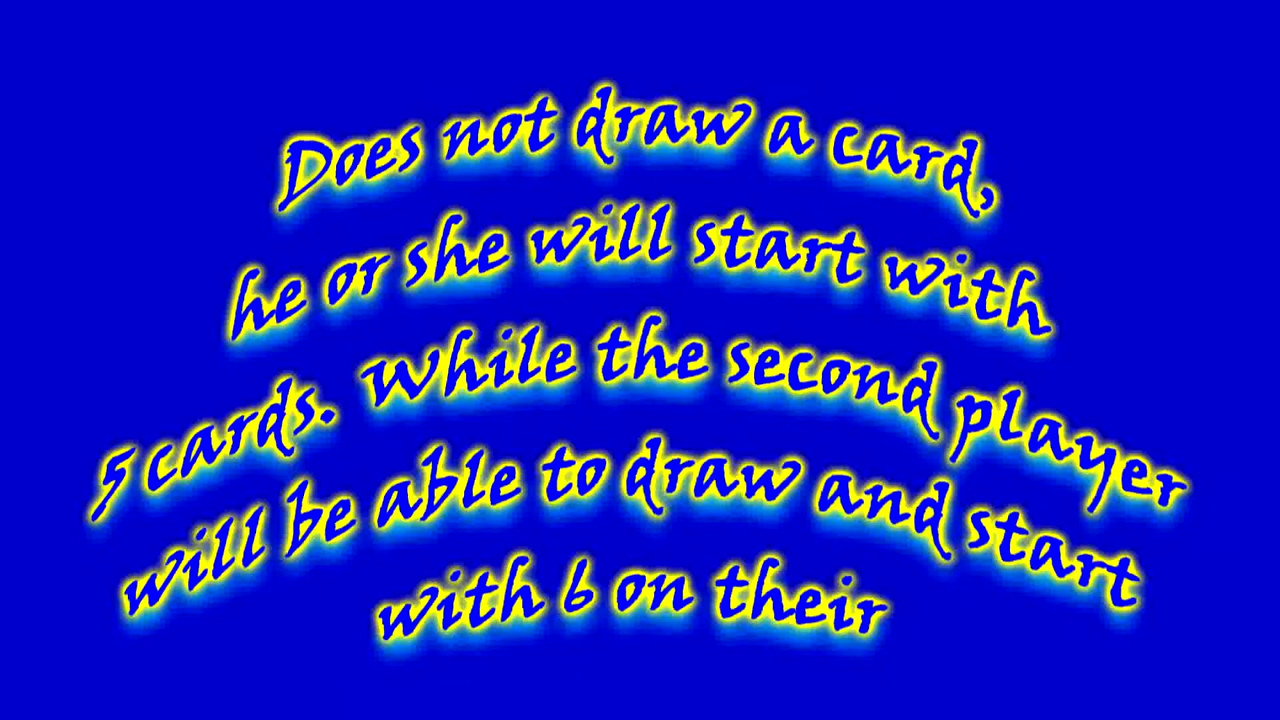 Does not draw a card,
he or she will start with
5 cards. While the second player
will be able to draw and start
with 6 on their